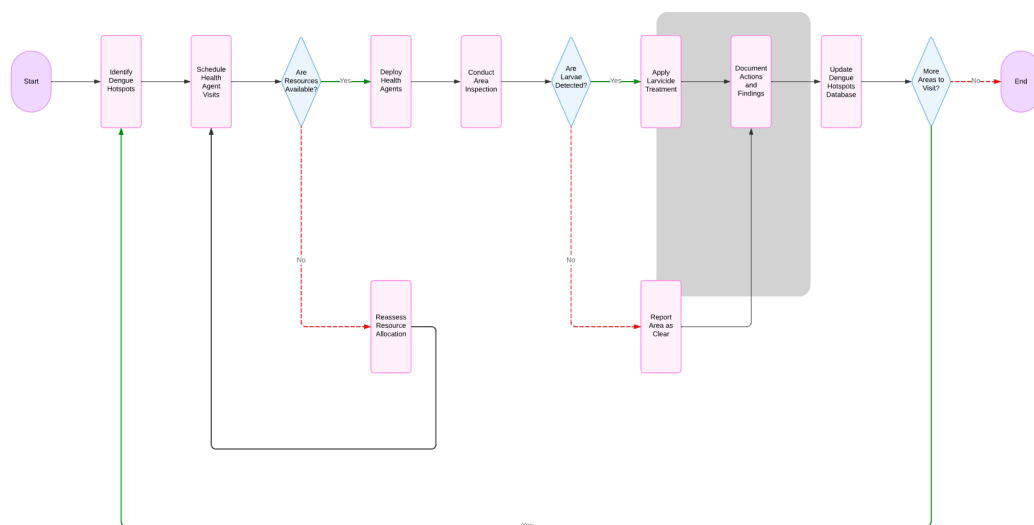 Start
Identify
Dengue
Hotspots
Schedule
Health
Agent
Visits
Are
Resources
Available?
Yes
Deploy
Health
Agents
Conduct
Area
Inspection
Are
Larvae
Detected?
Yes
Apply
Larvicide
Treatment
Document
Actions
and
Findings
Update
Dengue
Hotspots
Database
More
Areas to
Visit?
No
End
No
No
Reassess
Resource
Allocation
Report
Area as
Clear
Yes